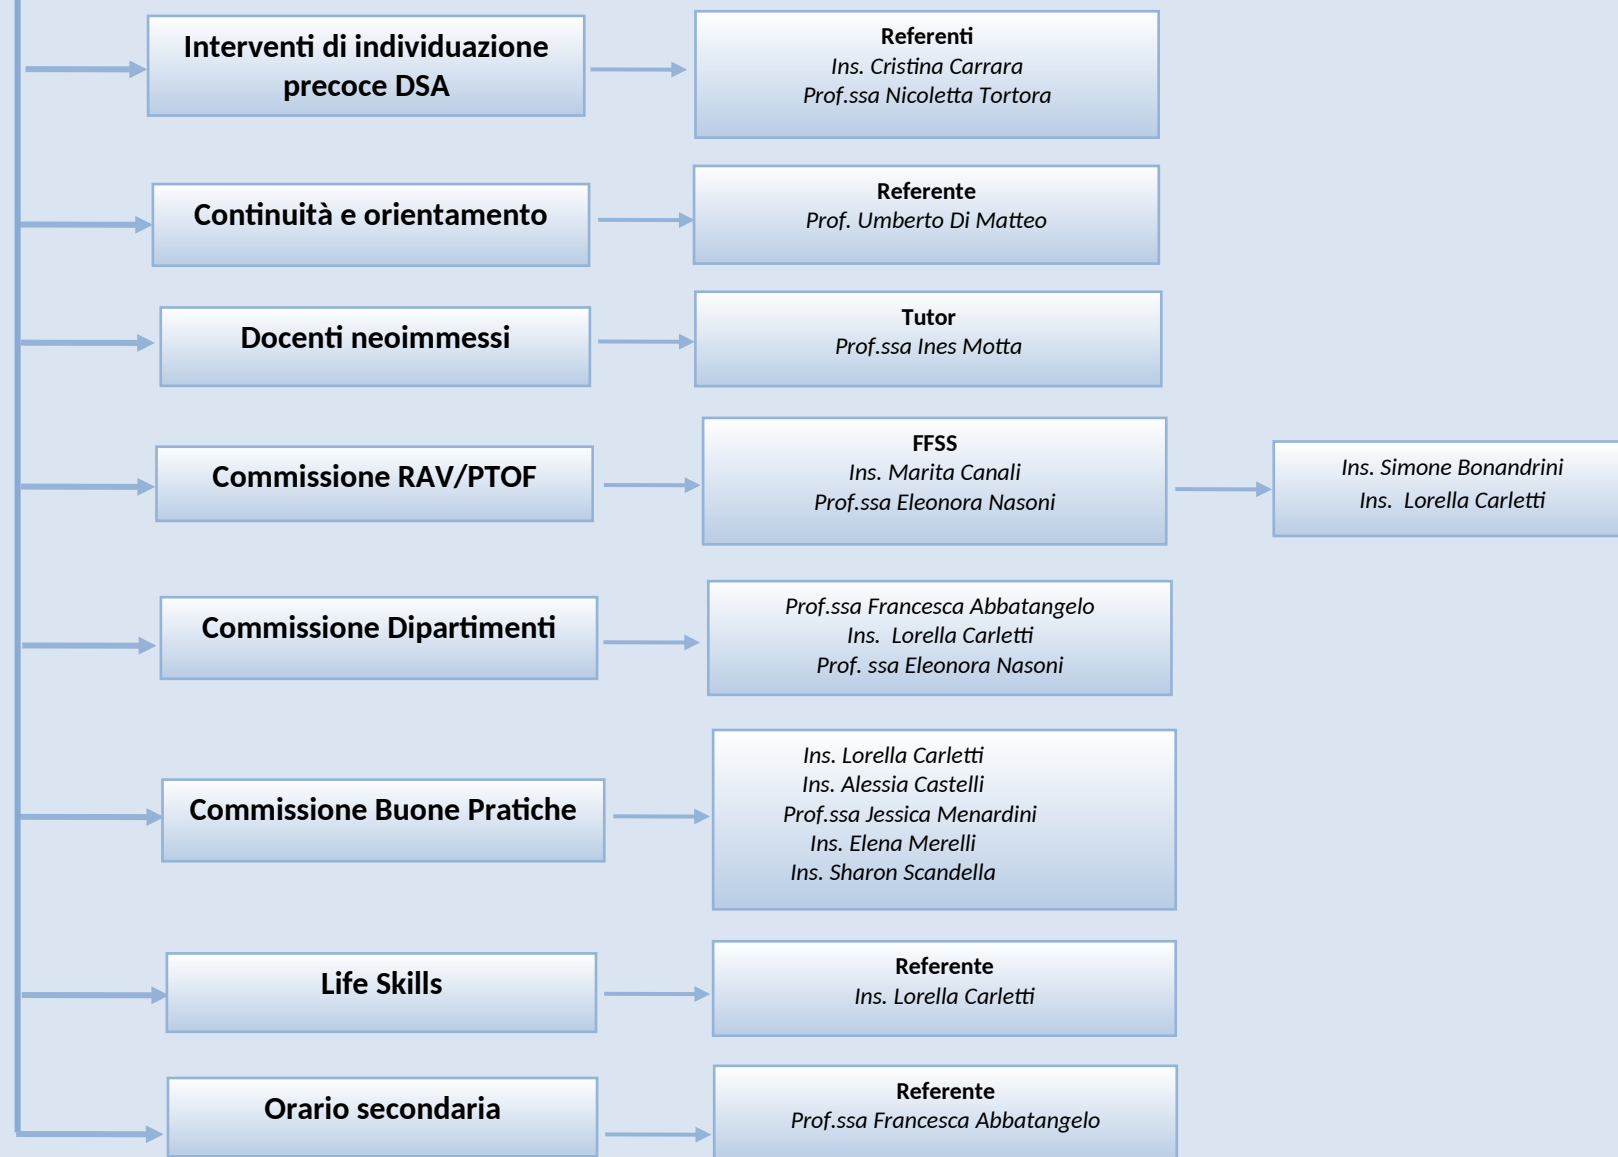 Interventi di individuazione
precoce DSA
Referenti
Ins. Cristina Carrara
Prof.ssa Nicoletta Tortora
Continuità e orientamento
Referente
Prof. Umberto Di Matteo
Docenti neoimmessi
Tutor
Prof.ssa Ines Motta
Commissione RAV/PTOF
FFSS
Ins. Marita Canali
Prof.ssa Eleonora Nasoni
Ins. Simone Bonandrini
Ins.  Lorella Carletti
Commissione Dipartimenti
Prof.ssa Francesca Abbatangelo
Ins.  Lorella Carletti
Prof. ssa Eleonora Nasoni
Commissione Buone Pratiche
Ins. Lorella Carletti
Ins. Alessia Castelli
Prof.ssa Jessica Menardini
Ins. Elena Merelli
Ins. Sharon Scandella
Life Skills
Referente
Ins. Lorella Carletti
Orario secondaria
Referente
Prof.ssa Francesca Abbatangelo